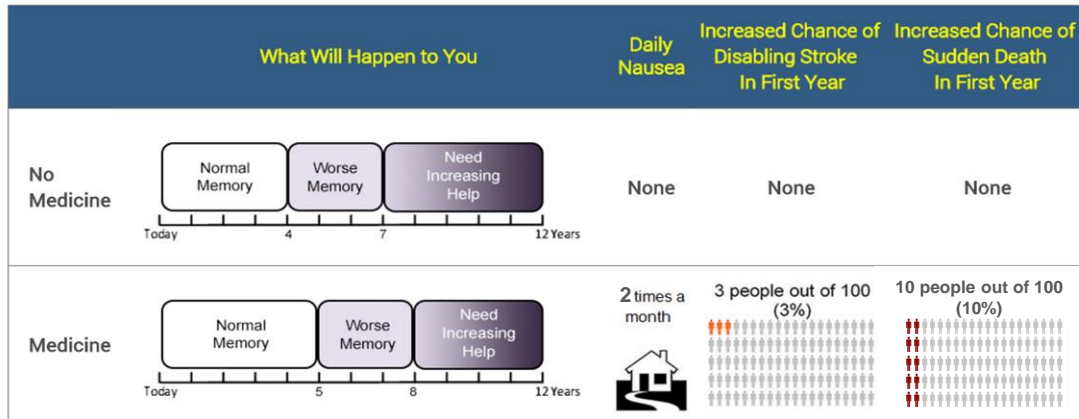 What Will Happen to You
Daily
Nausea
Increased Chance of
Disabling Stroke
In First Year
Increased Chance of
Sudden Death
In First Year
No
Medicine
Normal
Memory
Worse
Memory
Need
Increasing
Help
Today
4
7
12 Years
None
None
None
Medicine
Normal
Memory
Worse
Memory
Need
Increasing
Help
Today
5
8
12 Years
2 times a
month
3 people out of 100
(3%)
10 people out of 100
(10%)